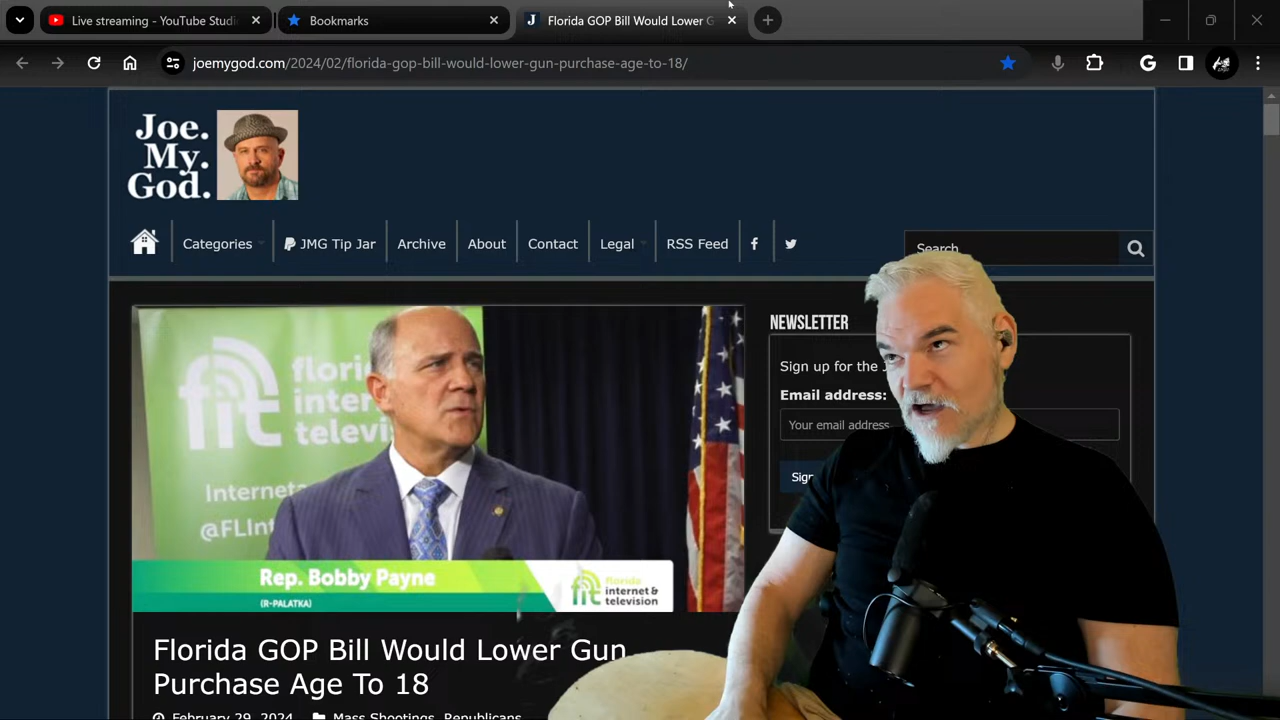 Live streaming - YouTube Studi
Bookmarks
Florida GOP Bill Would Lower G
joemygod.com/2024/02/florida-gop-bill-would-lower-gun-purchase-age-to-18/
Joe.
My.
God.
Categories
JMG Tip Jar
Archive
About
Contact
Legal
RSS Feed
Search
NEWSLETTER
Sign up for the
Email address:
Your email address
Sign
fit florida
internet
televi
Internet
@FLInt
Rep. Bobby Payne
(R-PALATKA)
fit florida
internet &
television
Florida GOP Bill Would Lower Gun
Purchase Age To 18
February 29, 2024 Mass Shootings, Republicans